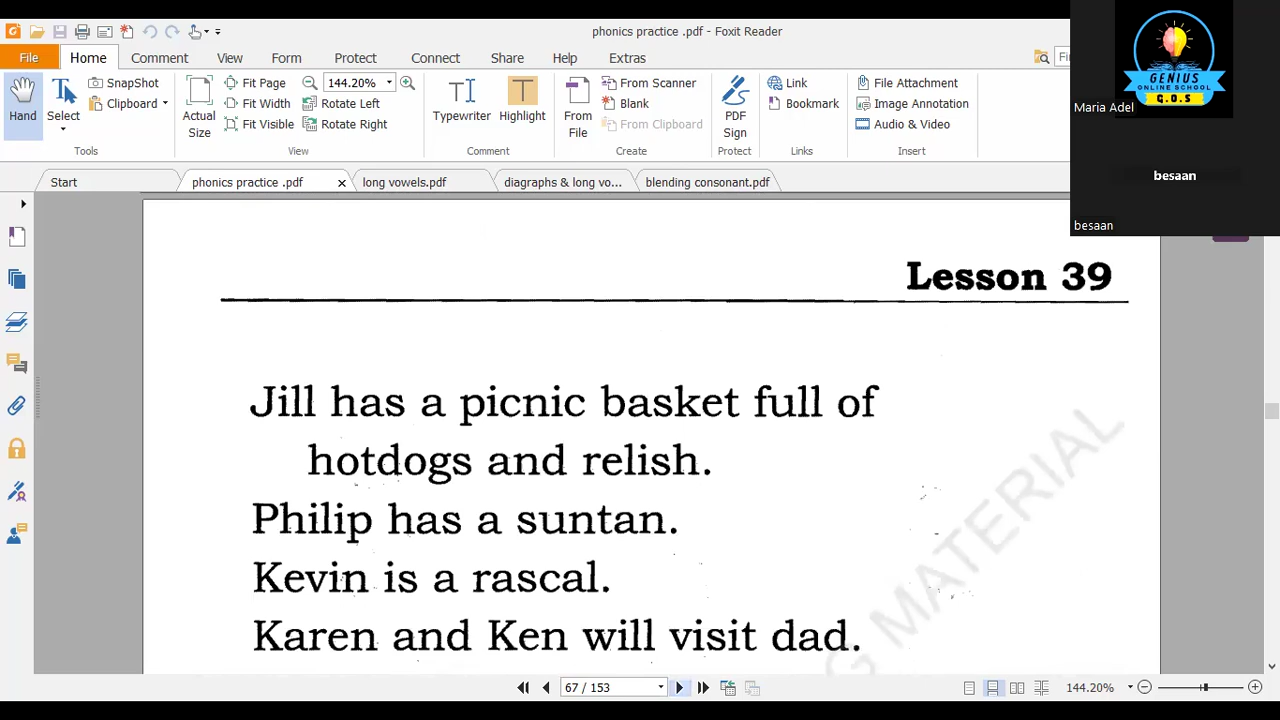 phonics practice .pdf - Foxit Reader
File Home Comment View Form Protect Connect Share Help Extras
Hand
Select
SnapShot
Clipboard
Tools
Actual Size
Fit Page
Fit Width
Fit Visible
144.20%
Rotate Left
Rotate Right
View
Typewriter
Highlight
Comment
From File
From Scanner
Blank
From Clipboard
Create
PDF Sign
Protect
Link
Bookmark
Links
File Attachment
Image Annotation
Audio & Video
Insert
GENIUS
ONLINE SCHOOL
G.O.S
Maria Adel
besaan
besaan
Start
phonics practice .pdf
long vowels.pdf
diagraphs & long vo...
blending consonant.pdf
Lesson 39
Jill has a picnic basket full of
hotdogs and relish.
Philip has a suntan.
Kevin is a rascal.
Karen and Ken will visit dad.
G MATERIAL
67 / 153
144.20%